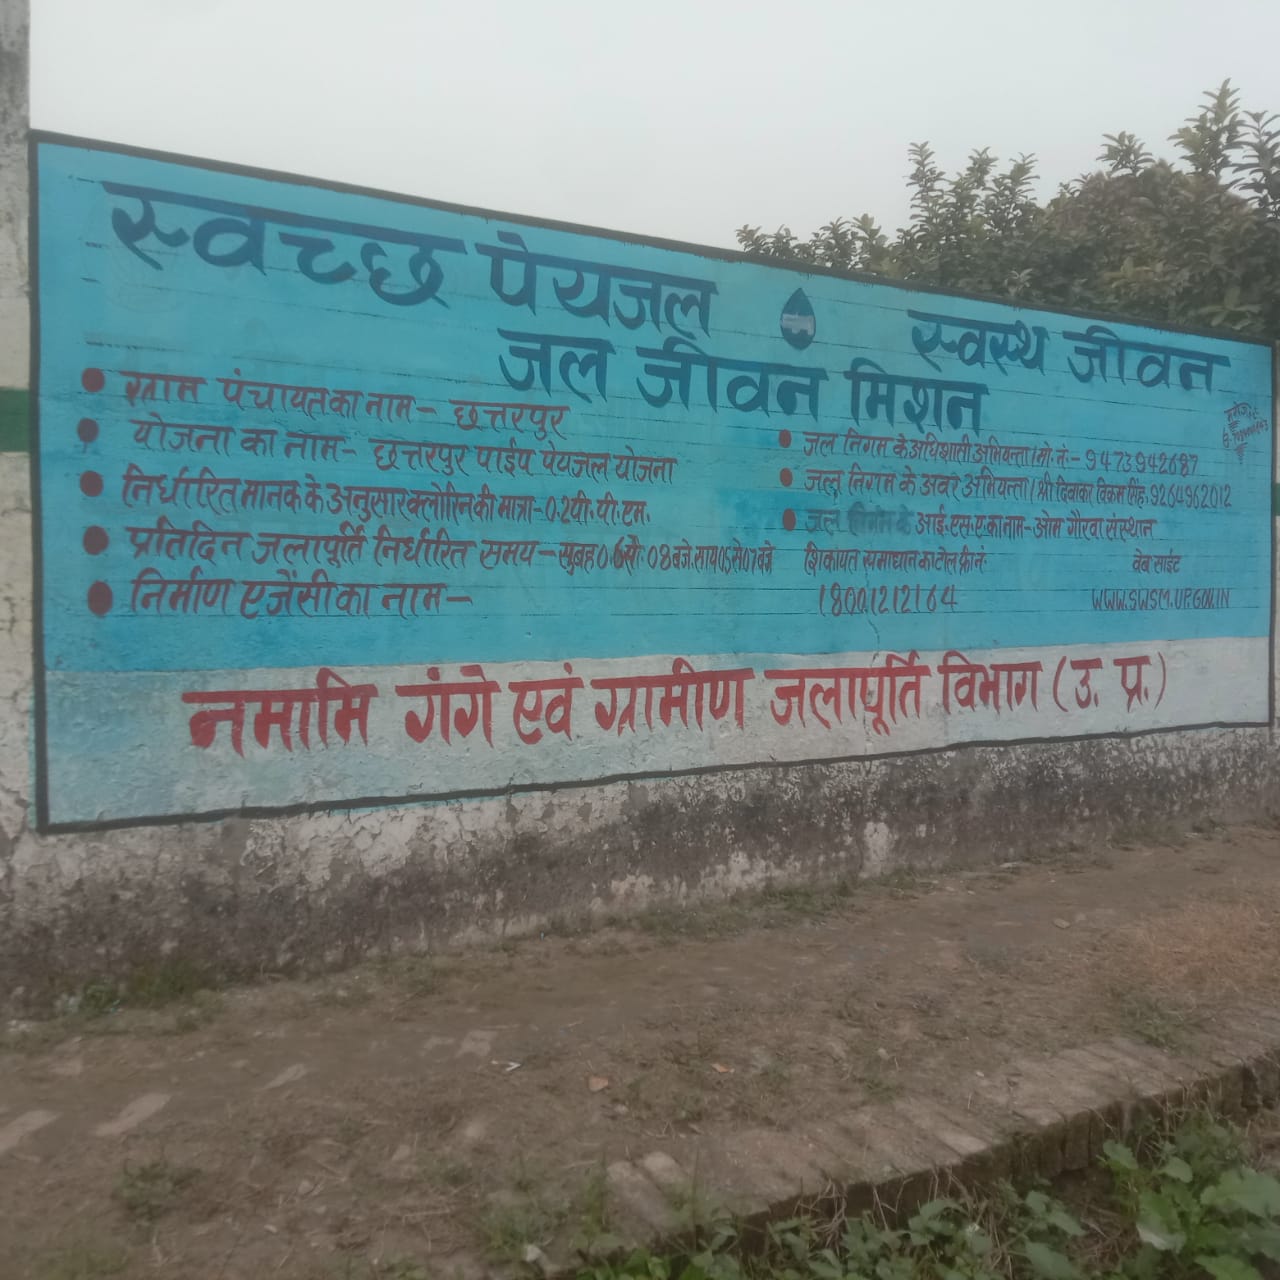 स्वच्छ पेयजल स्वस्थ जीवन
जल जीवन मिशन
ग्राम पंचायत का नाम- छत्तरपुर
योजना का नाम- छत्तरपुर पाईप पेयजल योजना
निर्धारित मानक के अनुसार क्लोरिन की मात्रा-0.2पी.पी.एम.
प्रतिदिन जलापूर्ति निर्धारित समय-सुबह 0.6 से 08 बजे. सायं 05 से 07 बजे
निर्माण एजेंसी का नाम-
जल निगम के अधिशासी अभियन्ता/मो. नं:-9473942687
जल निगम के अवर अभियन्ता/श्री दिवाकर विक्रम सिंह.9264962012
जल निगम के आई.एस.ए.का नाम-ओम गौरवा संस्थान
शिकायत समाधान का टोल फ्री नं:
18001212164
वेब साईट
WWW.SWSM.UP.GOV.IN
नमामि गंगे एवं ग्रामीण जलापूर्ति विभाग (उ. प्र.)